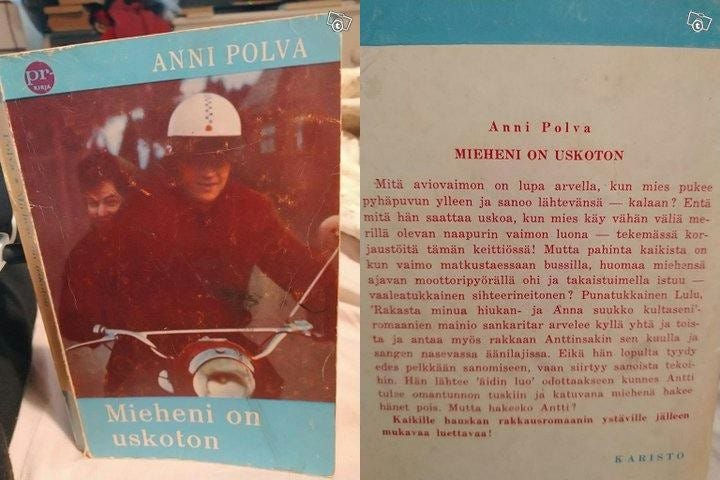 ANNI POLVA
pr-
KIRJA
Mieheni on
uskoton
Anni Polva
MIEHENI ON USKOTON
Mitä aviovaimon on lupa arvella, kun mies pukee
pyhäpuvun ylleen ja sanoo lähtevänsä — kalaan? Entä
mitä hän saattaa uskoa, kun mies käy vähän väliä me-
rillä olevan naapurin vaimon luona — tekemässä kor-
jaustöitä tämän keittiössä! Mutta pahinta kaikista on
kun vaimo matkustaessaan bussilla, huomaa miehensä
ajavan moottoripyörällä ohi ja takaistuimella istuu —
vaaleatukkainen sihteerineitonen? Punatukkainen Lulu,
'Rakasta minua hiukan- ja Anna suukko kultaseni'-
romaanien mainio sankaritar arvelee kyllä yhtä ja tois-
ta ja antaa myös rakkaan Anttinsakin sen kuulla ja
sangen nasevassa äänilajissa. Eikä hän lopulta tyydy
edes pelkkään sanomiseen, vaan siirtyy sanoista tekoi-
hin. Hän lähtee 'äidin luo' odottaakseen kunnes Antti
tulee omantunnon tuskiin ja katuvana miehenä hakee
hänet pois. Mutta hakeeko Antti?
Kaikille hauskan rakkausromaanin ystäville jälleen
mukavaa luettavaa!
KARISTO